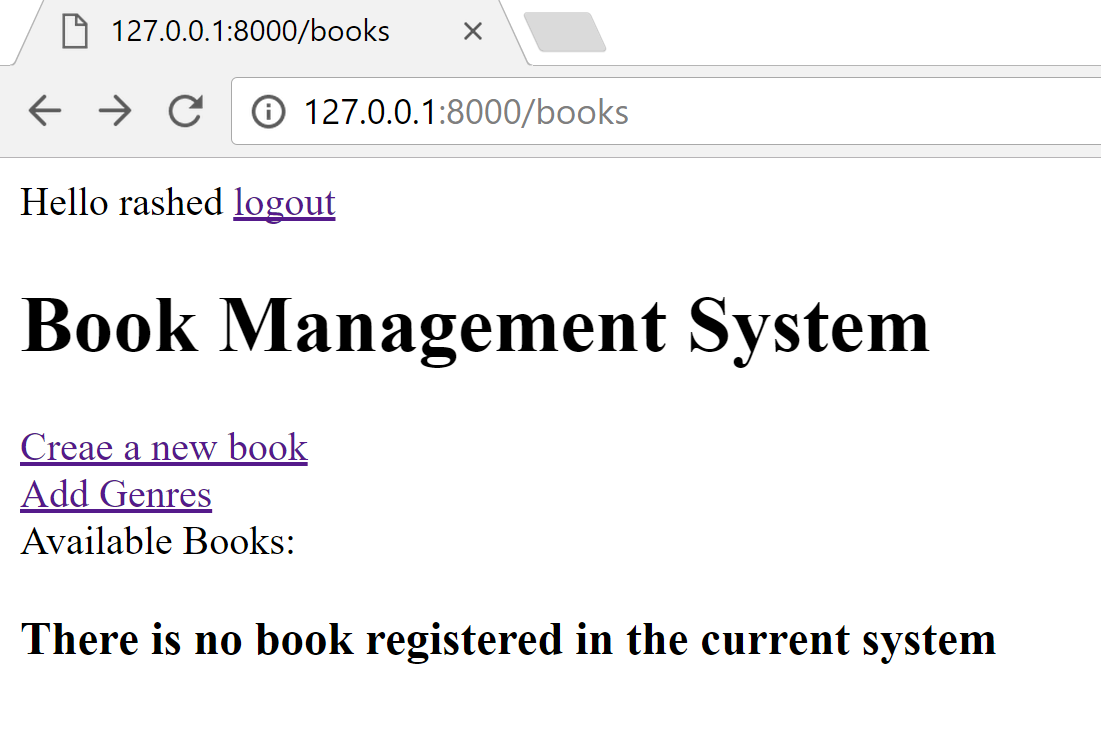 127.0.0.1:8000/books
127.0.0.1:8000/books
Hello rashed logout
Book Management System
Creae a new book
Add Genres
Available Books:
There is no book registered in the current system